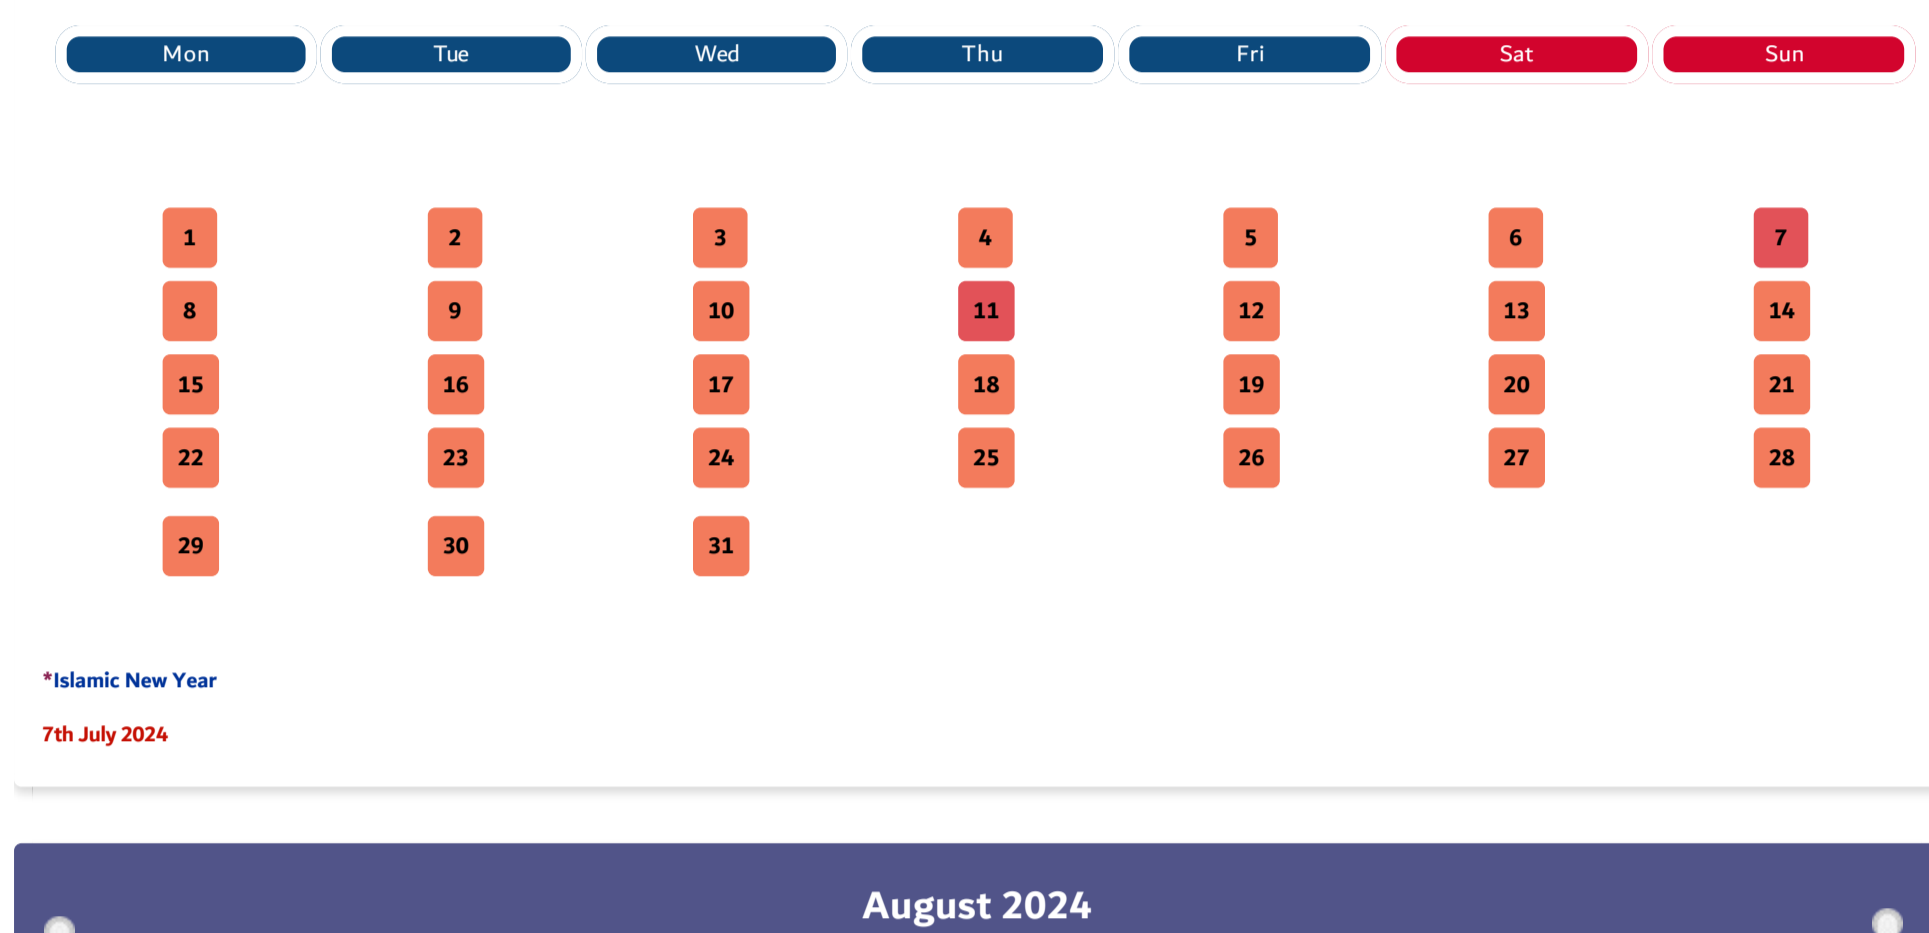 Mon Tue Wed Thu Fri Sat Sun
1 2 3 4 5 6 7
8 9 10 11 12 13 14
15 16 17 18 19 20 21
22 23 24 25 26 27 28
29 30 31
*Islamic New Year
7th July 2024
August 2024